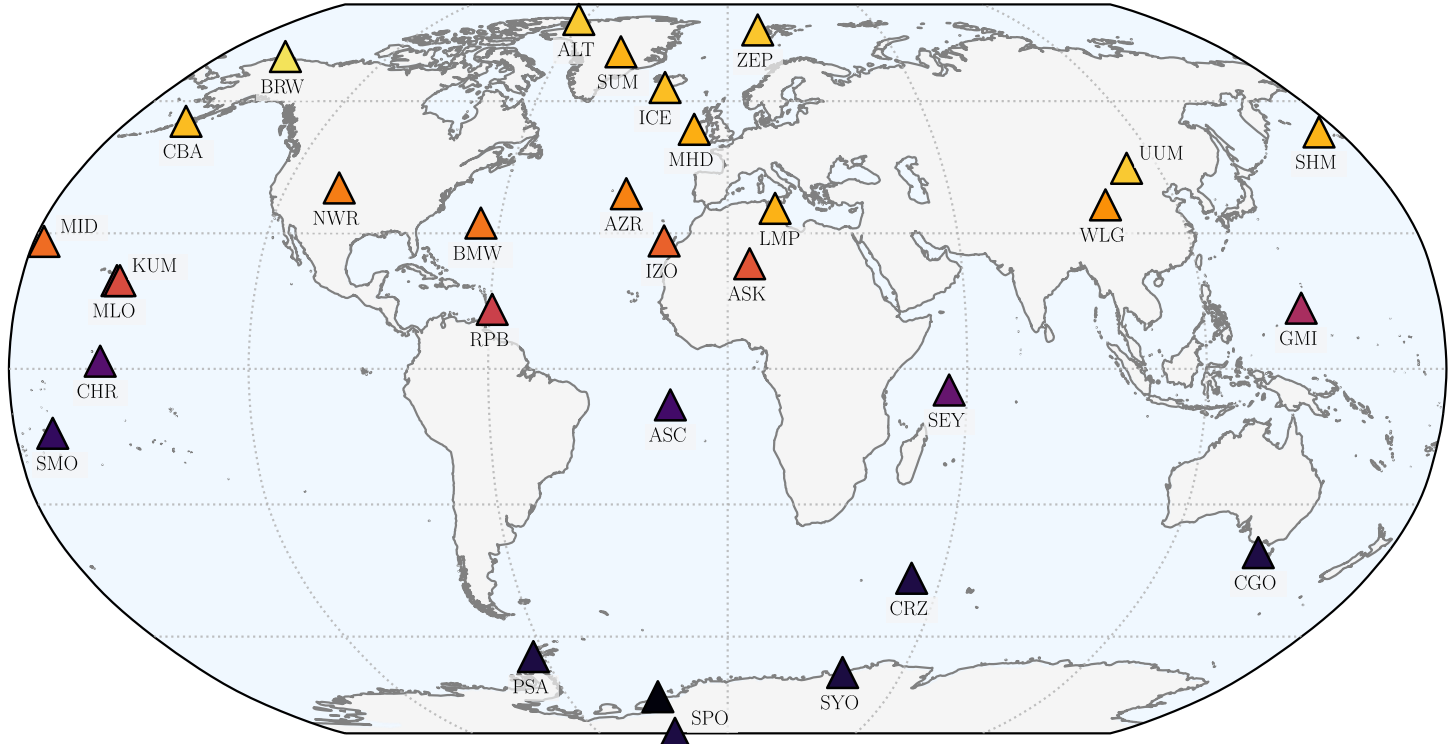 ALT
ZEP
BRW
SUM
ICE
CBA
MHD
UUM
SHM
NWR
AZR
MID
BMW
LMP
WLG
KUM
IZO
ASK
MLO
RPB
GMI
CHR
SEY
ASC
SMO
CGO
CRZ
PSA
SYO
SPO